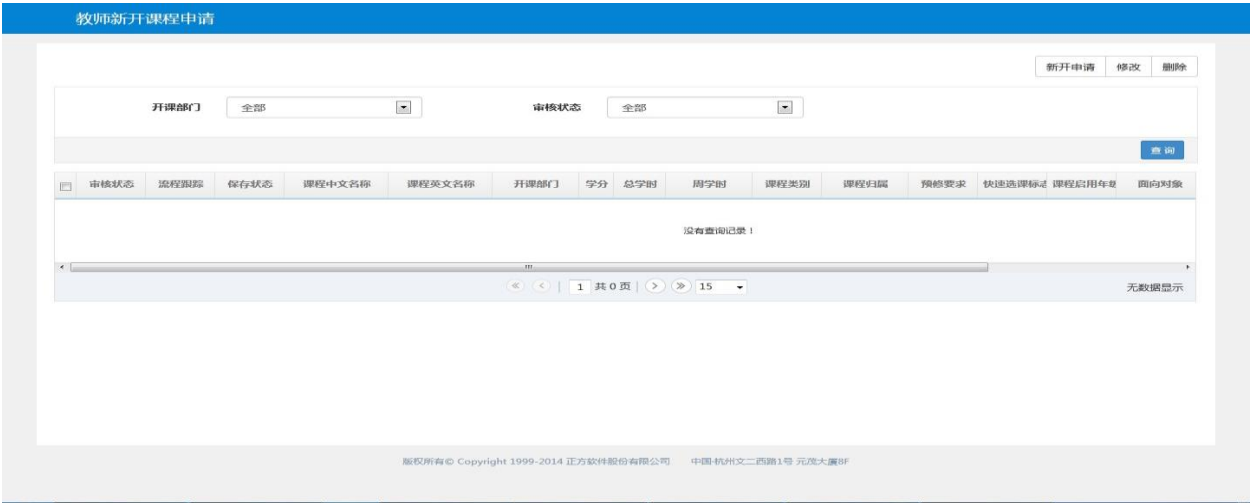 教师新开课程申请
新开申请 修改 删除
开课部门 全部 审核状态 全部
查 询
审核状态 流程跟踪 保存状态 课程中文名称 课程英文名称 开课部门 学分 总学时 周学时 课程类别 课程归属 预修要求 快速选课标志 课程启用年级 面向对象
没有查询记录！
1 共 0 页 15 无数据显示
版权所有© Copyright 1999-2014 正方软件股份有限公司 中国·杭州文二西路1号 元茂大厦8F